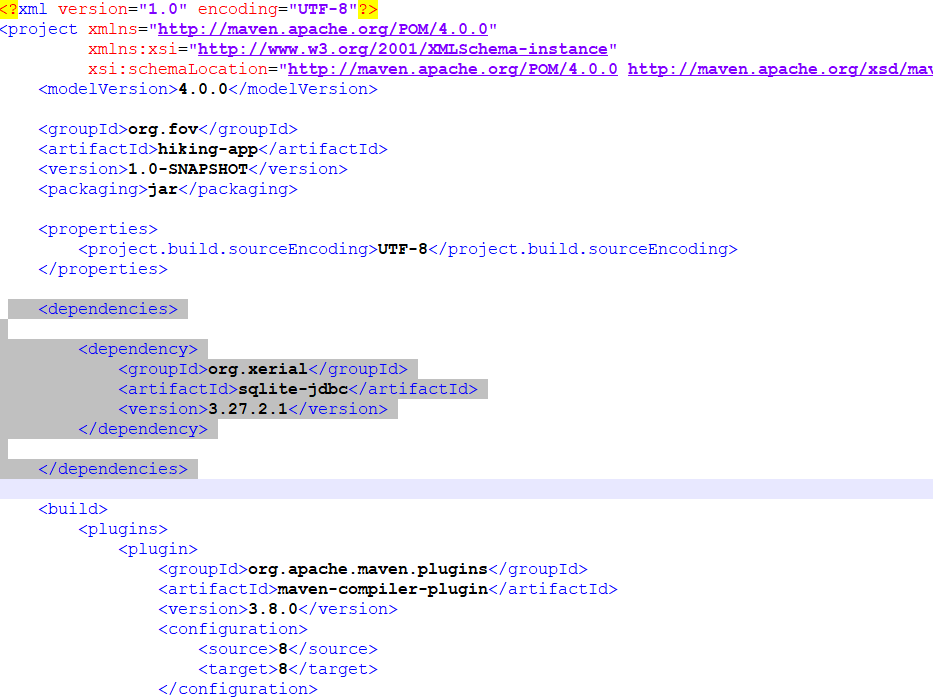 <?xml version="1.0" encoding="UTF-8"?>
<project xmlns="http://maven.apache.org/POM/4.0.0"
xmlns:xsi="http://www.w3.org/2001/XMLSchema-instance"
xsi:schemaLocation="http://maven.apache.org/POM/4.0.0 http://maven.apache.org/xsd/mav
<modelVersion>4.0.0</modelVersion>
<groupId>org.fov</groupId>
<artifactId>hiking-app</artifactId>
<version>1.0-SNAPSHOT</version>
<packaging>jar</packaging>
<properties>
<project.build.sourceEncoding>UTF-8</project.build.sourceEncoding>
</properties>
<dependencies>
<dependency>
<groupId>org.xerial</groupId>
<artifactId>sqlite-jdbc</artifactId>
<version>3.27.2.1</version>
</dependency>
</dependencies>
<build>
<plugins>
<plugin>
<groupId>org.apache.maven.plugins</groupId>
<artifactId>maven-compiler-plugin</artifactId>
<version>3.8.0</version>
<configuration>
<source>8</source>
<target>8</target>
</configuration>